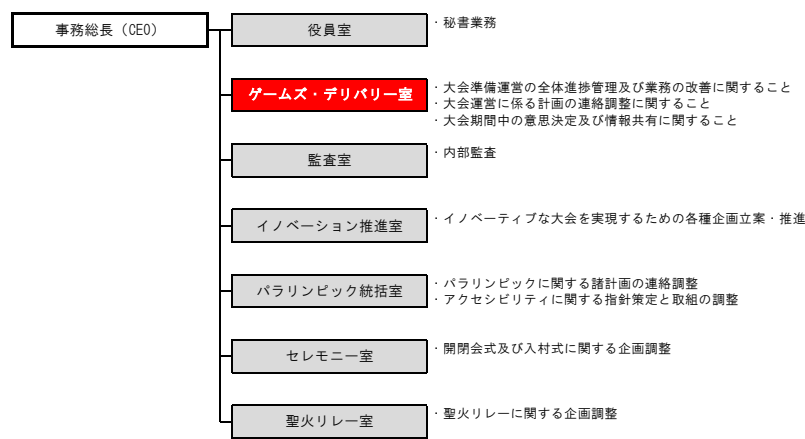 事務総長（CEO）
役員室
・秘書業務
ゲームズ・デリバリー室
・大会準備運営の全体進捗管理及び業務の改善に関すること
・大会運営に係る計画の連絡調整に関すること
・大会期間中の意思決定及び情報共有に関すること
監査室
・内部監査
イノベーション推進室
・イノベーティブな大会を実現するための各種企画立案・推進
パラリンピック統括室
・パラリンピックに関する諸計画の連絡調整
・アクセシビリティに関する指針策定と取組の調整
セレモニー室
・開閉会式及び入村式に関する企画調整
聖火リレー室
・聖火リレーに関する企画調整